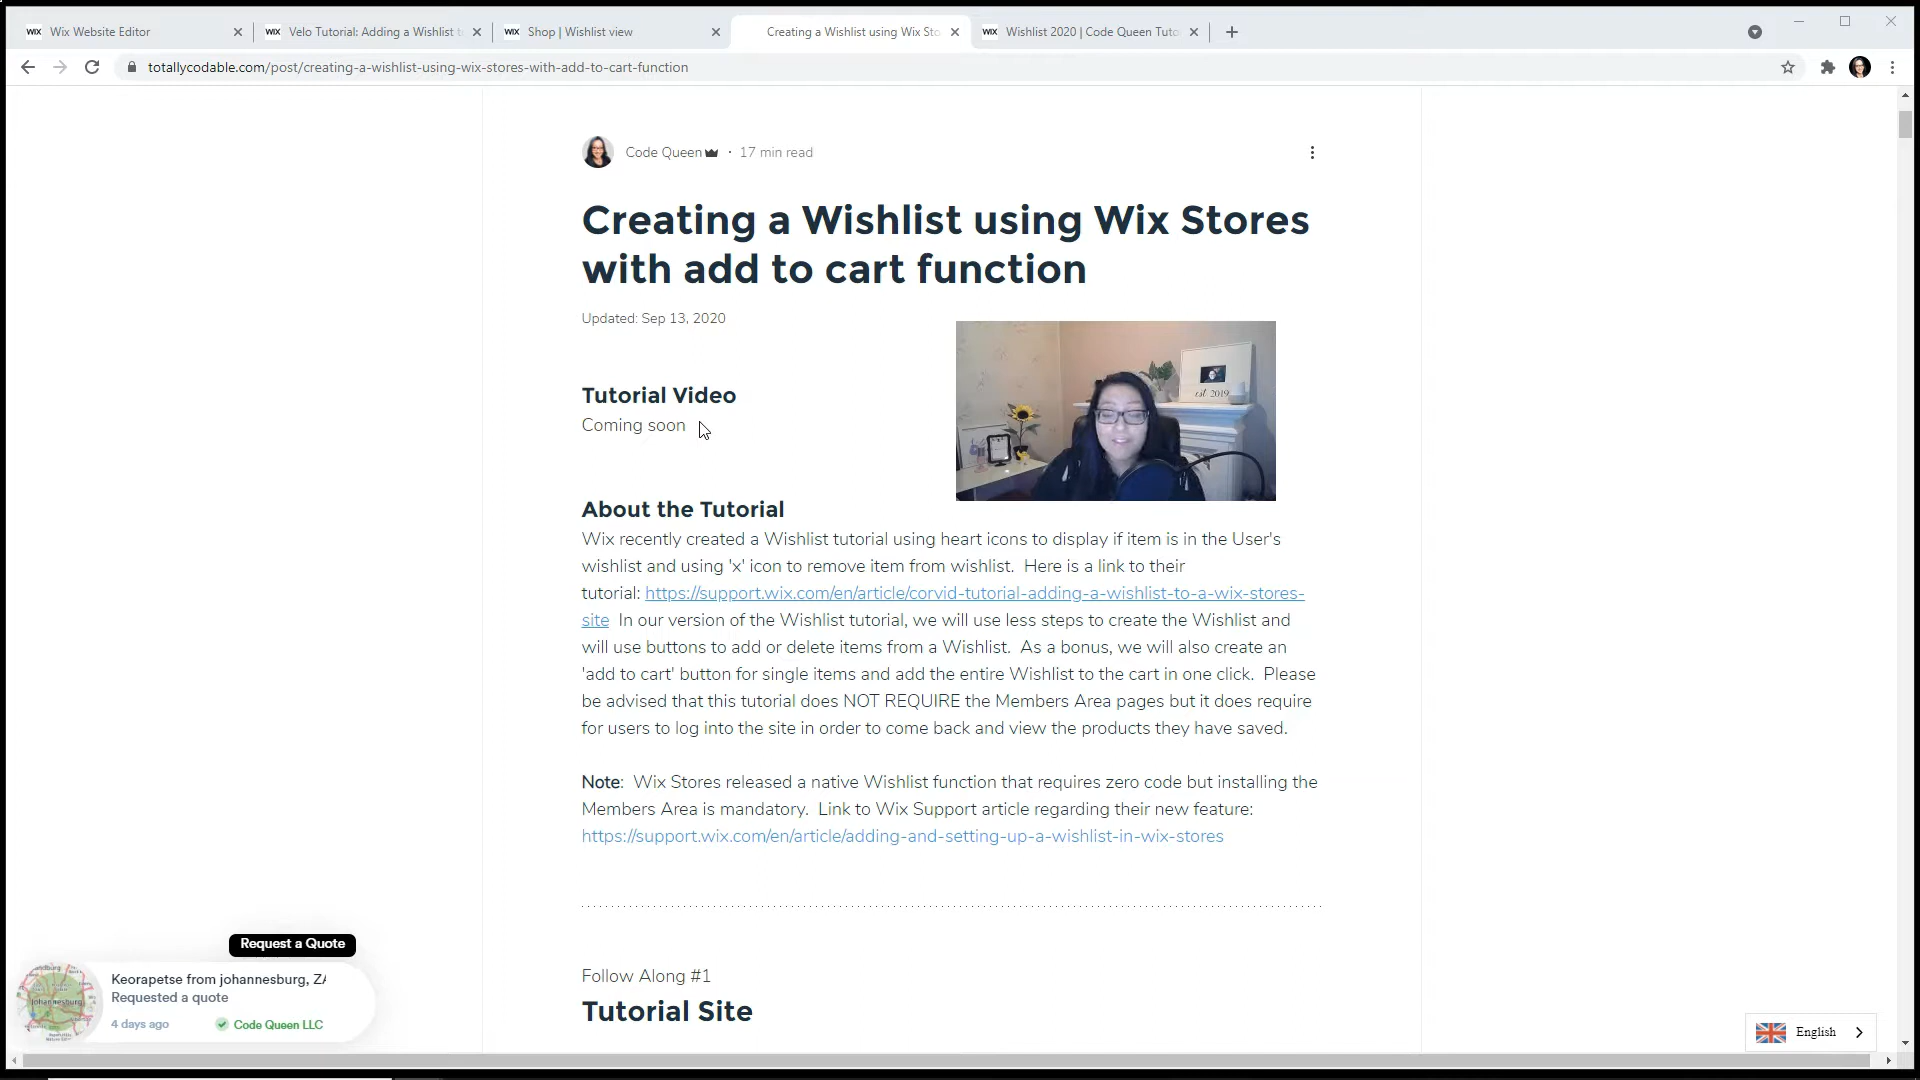 WIX Wix Website Editor
WIX Velo Tutorial: Adding a Wishlist
WIX Shop | Wishlist view
Creating a Wishlist using Wix Sto
WIX Wishlist 2020 | Code Queen Tuto
totallycodable.com/post/creating-a-wishlist-using-wix-stores-with-add-to-cart-function
Code Queen · 17 min read
Creating a Wishlist using Wix Stores
with add to cart function
Updated: Sep 13, 2020
est. 2019
Tutorial Video
Coming soon
About the Tutorial
Wix recently created a Wishlist tutorial using heart icons to display if item is in the User's
wishlist and using 'x' icon to remove item from wishlist. Here is a link to their
tutorial: https://support.wix.com/en/article/corvid-tutorial-adding-a-wishlist-to-a-wix-stores-
site In our version of the Wishlist tutorial, we will use less steps to create the Wishlist and
will use buttons to add or delete items from a Wishlist. As a bonus, we will also create an
'add to cart' button for single items and add the entire Wishlist to the cart in one click. Please
be advised that this tutorial does NOT REQUIRE the Members Area pages but it does require
for users to log into the site in order to come back and view the products they have saved.
Note: Wix Stores released a native Wishlist function that requires zero code but installing the
Members Area is mandatory. Link to Wix Support article regarding their new feature:
https://support.wix.com/en/article/adding-and-setting-up-a-wishlist-in-wix-stores
Follow Along #1
Tutorial Site
Request a Quote
Keorapetse from johannesburg, ZA
Requested a quote
4 days ago Code Queen LLC
Johannesburg
English